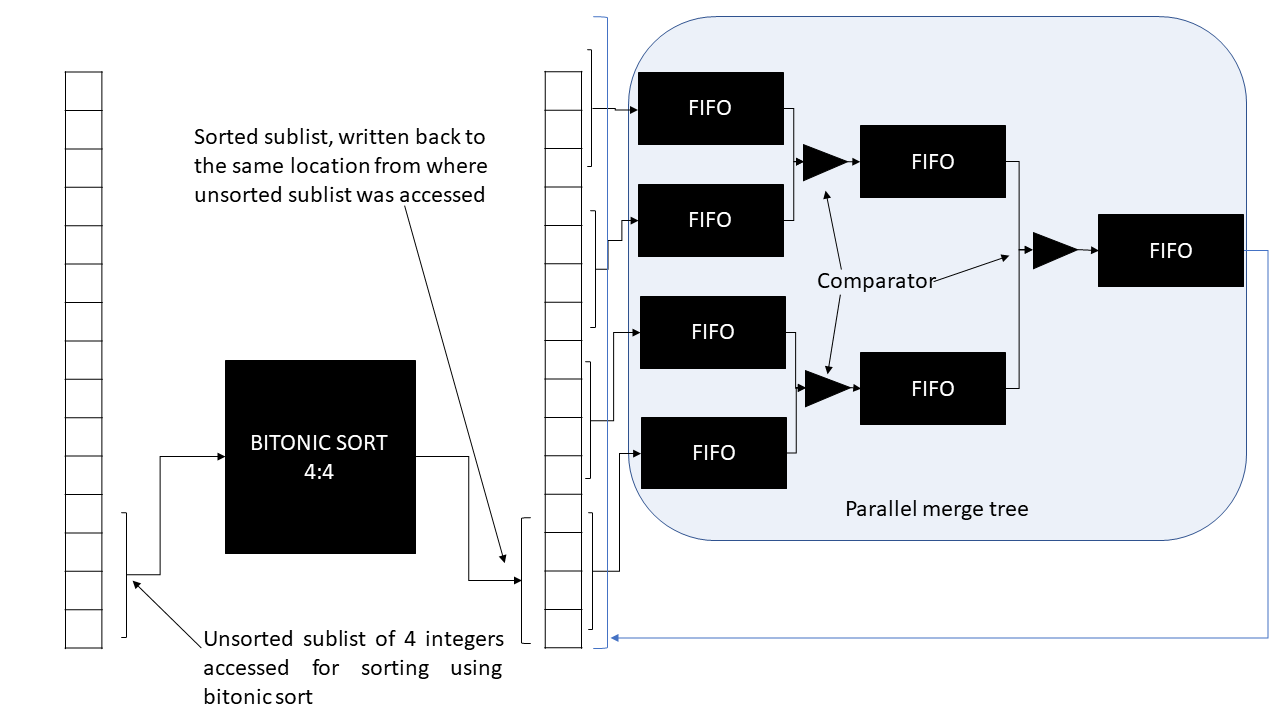 Sorted sublist, written back to
the same location from where
unsorted sublist was accessed
BITONIC SORT
4:4
Unsorted sublist of 4 integers
accessed for sorting using
bitonic sort
FIFO
FIFO
FIFO
FIFO
FIFO
FIFO
FIFO
Comparator
Parallel merge tree